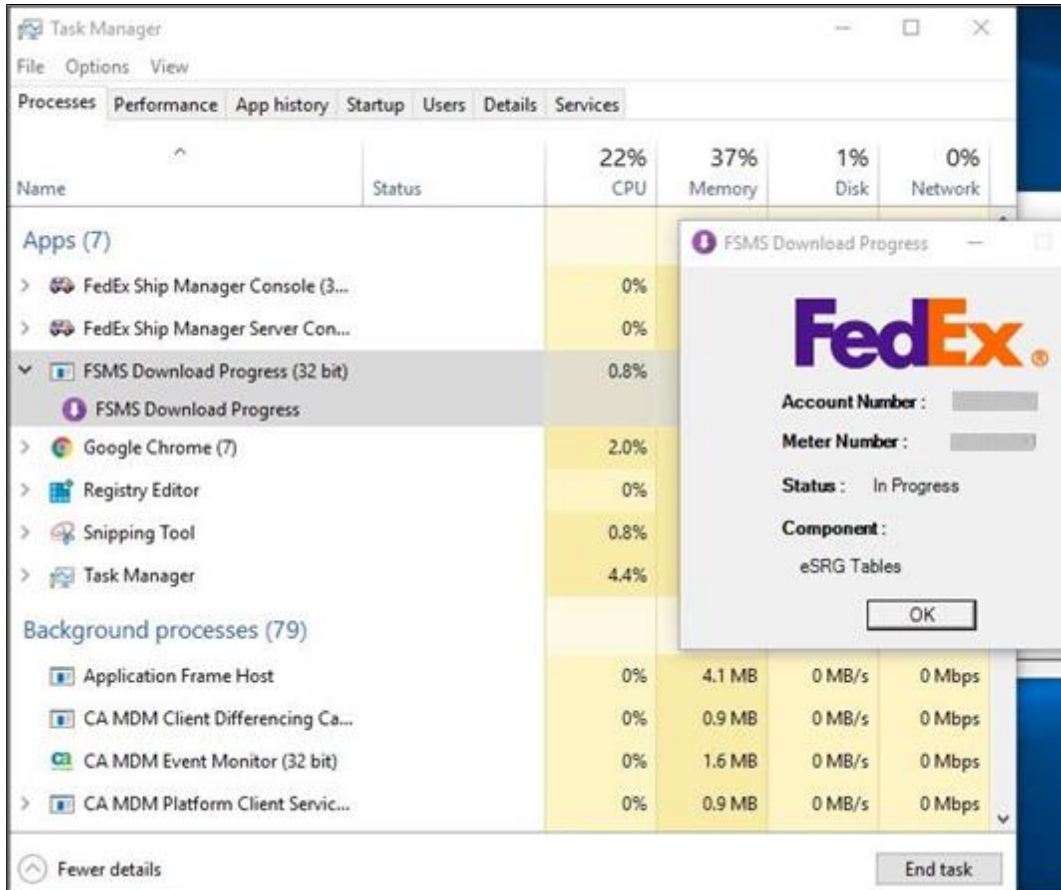 Task Manager
File Options View
Processes Performance App history Startup Users Details Services
22% 37% 1% 0%
Name Status CPU Memory Disk Network
Apps (7)
FedEx Ship Manager Console (3...
0%
FedEx Ship Manager Server Con...
0%
FSMS Download Progress (32 bit)
0.8%
FSMS Download Progress
Google Chrome (7)
2.0%
Registry Editor
0%
Snipping Tool
0.8%
Task Manager
4.4%
FSMS Download Progress
FedEx®
Account Number :
Meter Number :
Status : In Progress
Component :
eSRG Tables
OK
Background processes (79)
Application Frame Host 0% 4.1 MB 0 MB/s 0 Mbps
CA MDM Client Differencing Ca... 0% 0.9 MB 0 MB/s 0 Mbps
ca CA MDM Event Monitor (32 bit) 0% 1.6 MB 0 MB/s 0 Mbps
CA MDM Platform Client Servic... 0% 0.9 MB 0 MB/s 0 Mbps
Fewer details End task